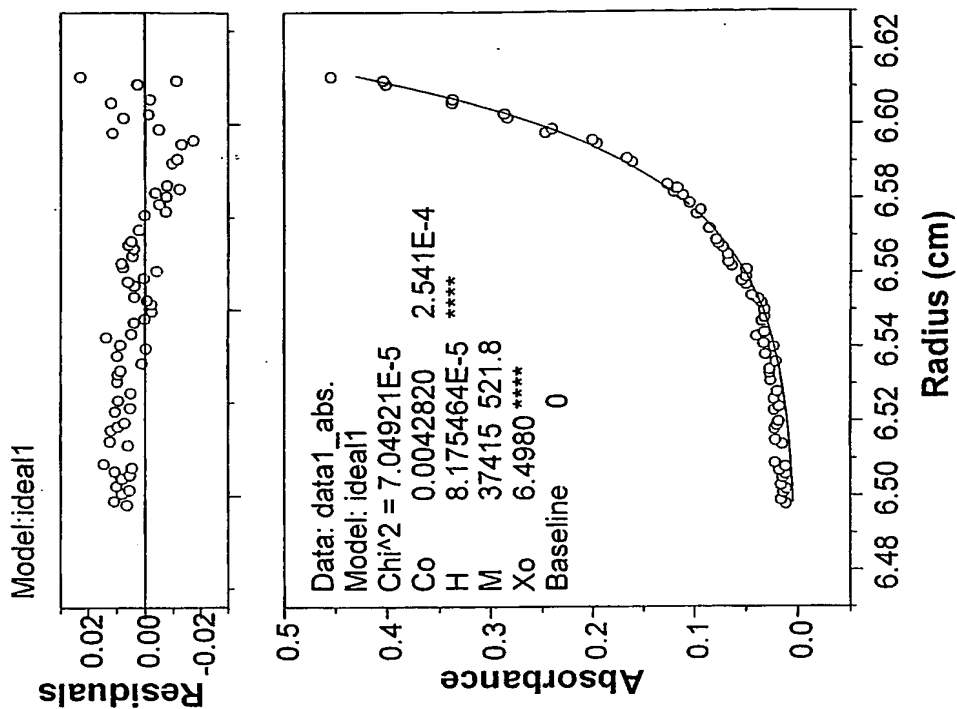 Model:ideal1
Residuals
0.02
0.00
-0.02
Absorbance
0.5
0.4
0.3
0.2
0.1
0.0
Data: data1_abs.
Model: ideal1
Chi^2 = 7.04921E-5
Co 0.0042820 2.541E-4
H 8.175464E-5 ****
M 37415 521.8
Xo 6.4980 ****
Baseline 0
6.48 6.50 6.52 6.54 6.56 6.58 6.60 6.62
Radius (cm)